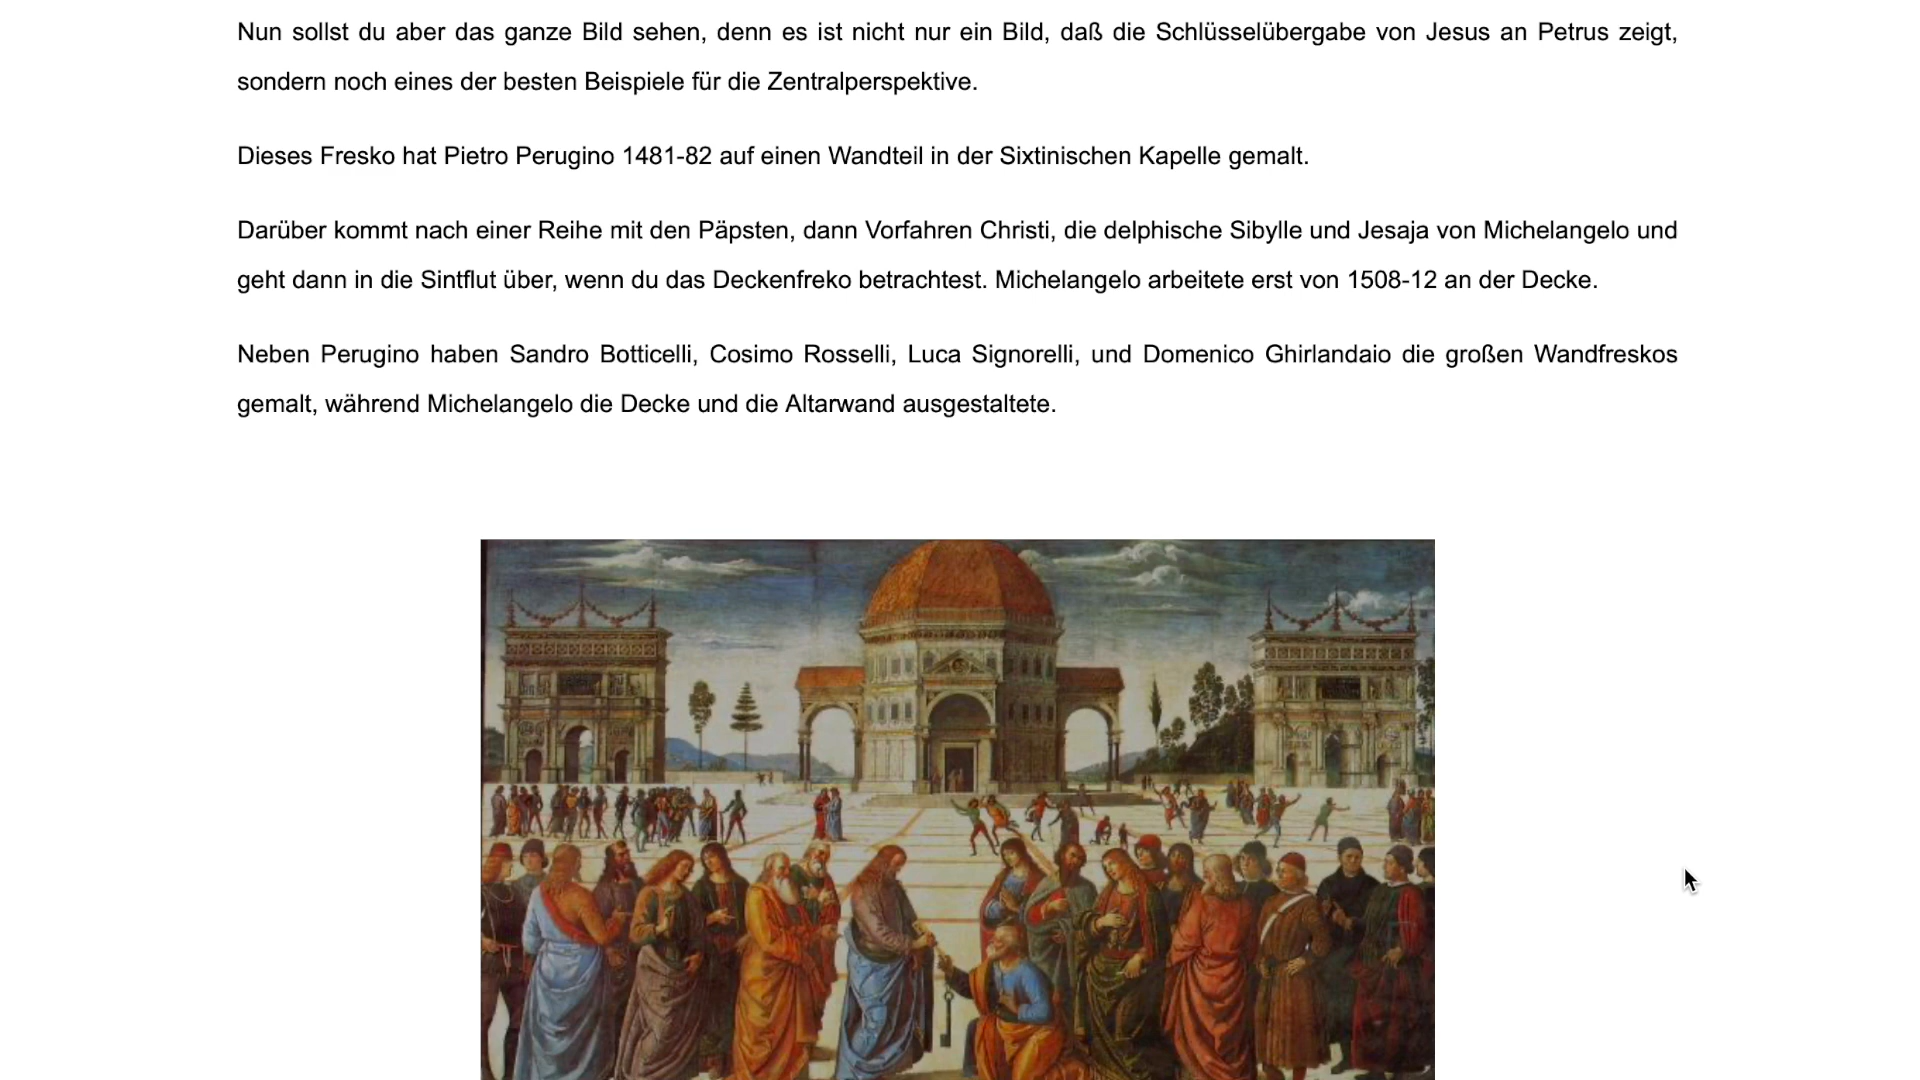 Nun sollst du aber das ganze Bild sehen, denn es ist nicht nur ein Bild, daß die Schlüsselübergabe von Jesus an Petrus zeigt,
sondern noch eines der besten Beispiele für die Zentralperspektive.
Dieses Fresko hat Pietro Perugino 1481-82 auf einen Wandteil in der Sixtinischen Kapelle gemalt.
Darüber kommt nach einer Reihe mit den Päpsten, dann Vorfahren Christi, die delphische Sibylle und Jesaja von Michelangelo und
geht dann in die Sintflut über, wenn du das Deckenfreko betrachtest. Michelangelo arbeitete erst von 1508-12 an der Decke.
Neben Perugino haben Sandro Botticelli, Cosimo Rosselli, Luca Signorelli, und Domenico Ghirlandaio die großen Wandfreskos
gemalt, während Michelangelo die Decke und die Altarwand ausgestaltete.